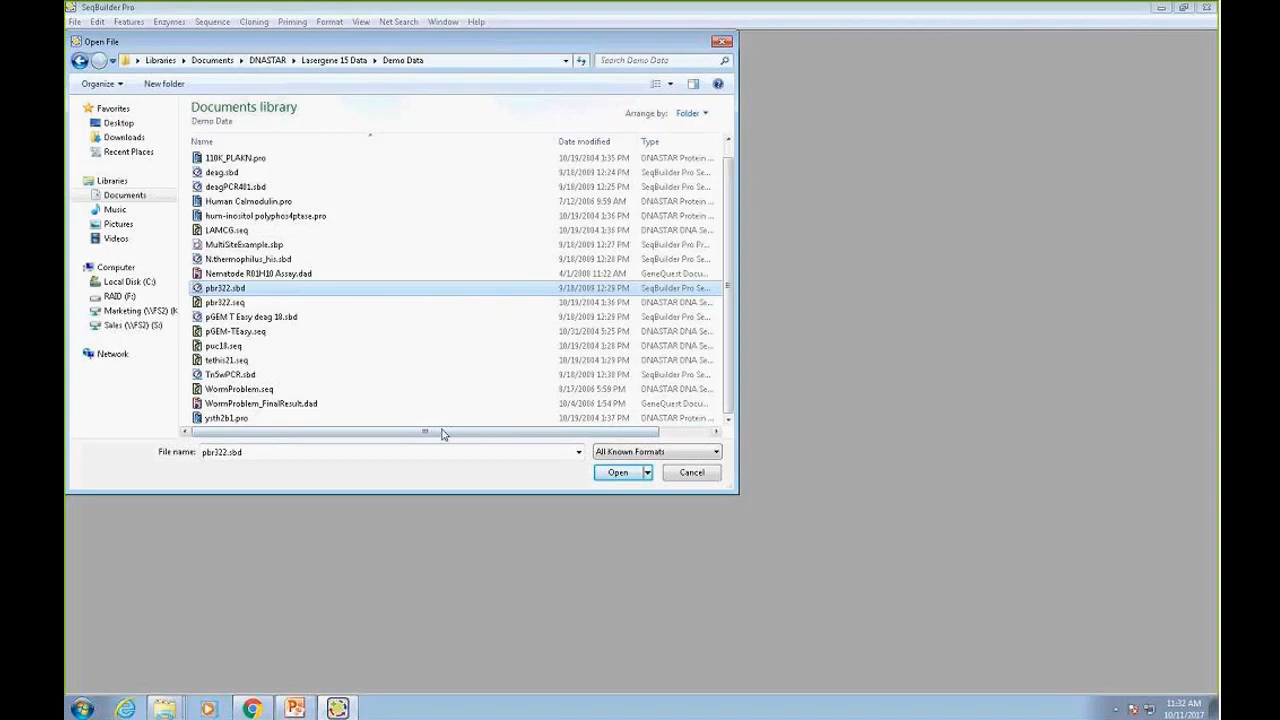 SeqBuilder Pro
File Edit Features Enzymes Sequence Cloning Priming Format View Net Search Window Help
Open File
Libraries Documents DNASTAR Lasergene 15 Data Demo Data Search Demo Data
Organize New folder
Documents library
Demo Data
Arrange by: Folder
Favorites
Desktop
Downloads
Recent Places
Libraries
Documents
Music
Pictures
Videos
Computer
Local Disk (C:)
RAID (F:)
Marketing (\\FS2) (K
Sales (\\FS2) (S:)
Network
Name Date modified Type
110K_PLAKN.pro 10/19/2004 1:35 PM DNASTAR Protein ...
deag.sbd 9/18/2009 12:24 PM SeqBuilder Pro Se...
deagPCR401.sbd 9/18/2009 12:25 PM SeqBuilder Pro Se...
Human Calmodulin.pro 7/12/2006 9:59 AM DNASTAR Protein ...
hum-inositol polyphos4ptase.pro 10/19/2004 1:36 PM DNASTAR Protein ...
LAMCG.seq 10/19/2004 1:36 PM DNASTAR DNA Se...
MultiSiteExample.sbp 9/18/2009 12:27 PM SeqBuilder Pro Pr...
N.thermophilus_his.sbd 9/18/2009 12:28 PM SeqBuilder Pro Se...
Nematode R01H10 Assay.dad 4/1/2008 11:22 AM GeneQuest Docu...
pbr322.sbd 9/18/2009 12:29 PM SeqBuilder Pro Se...
pbr322.seq 10/19/2004 1:36 PM DNASTAR DNA Se...
pGEM T Easy deag 18.sbd 9/18/2009 12:29 PM SeqBuilder Pro Se...
pGEM-TEasy.seq 10/31/2004 5:25 PM DNASTAR DNA Se...
puc18.seq 10/19/2004 1:28 PM DNASTAR DNA Se...
tethis21.seq 10/19/2004 1:29 PM DNASTAR DNA Se...
Tn5wPCR.sbd 9/18/2009 12:30 PM SeqBuilder Pro Se...
WormProblem.seq 8/17/2006 5:59 PM DNASTAR DNA Se...
WormProblem_FinalResult.dad 10/4/2006 1:54 PM GeneQuest Docu...
ysth2b1.pro 10/19/2004 1:37 PM DNASTAR Protein ...
File name: pbr322.sbd All Known Formats
Open Cancel
11:32 AM
10/11/2017